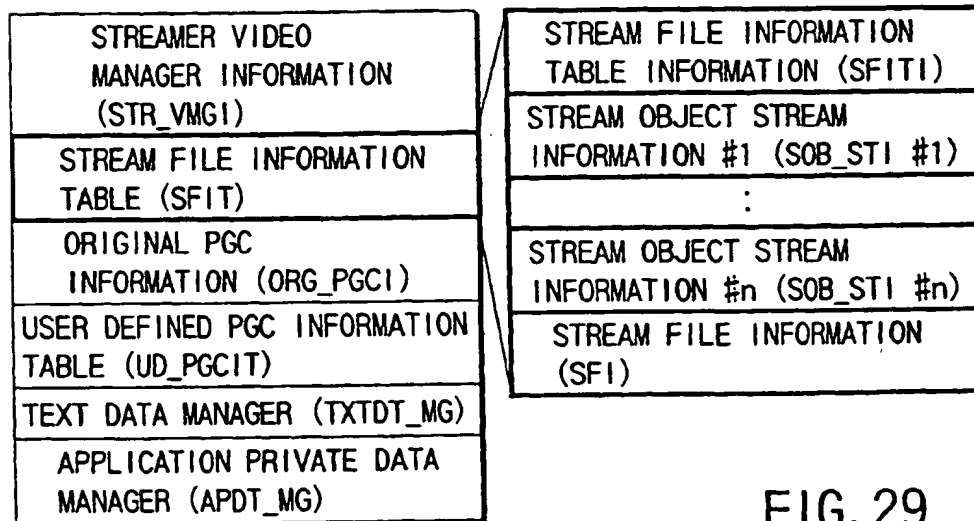 STREAMER VIDEO
MANAGER INFORMATION
(STR_VMGI)
STREAM FILE INFORMATION
TABLE (SFIT)
ORIGINAL PGC
INFORMATION (ORG_PGCI)
USER DEFINED PGC INFORMATION
TABLE (UD_PGCIT)
TEXT DATA MANAGER (TXTDT_MG)
APPLICATION PRIVATE DATA
MANAGER (APDT_MG)
STREAM FILE INFORMATION
TABLE INFORMATION (SFITI)
STREAM OBJECT STREAM
INFORMATION #1 (SOB_STI #1)
:
STREAM OBJECT STREAM
INFORMATION #n (SOB_STI #n)
STREAM FILE INFORMATION
(SFI)
FIG. 29